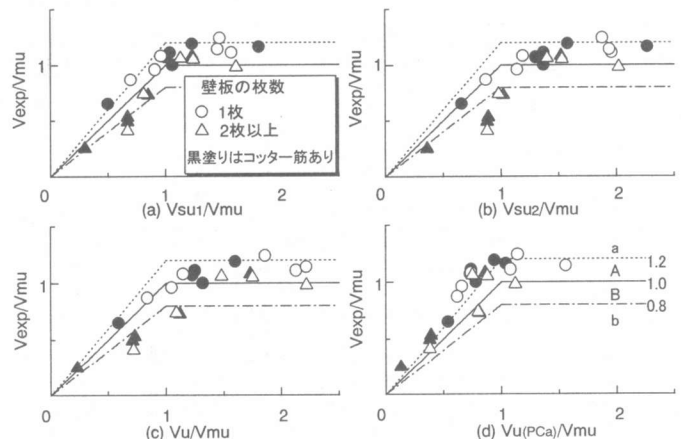 Vexp/Vmu
1
0
1
2
(a) Vsu1/Vmu
壁板の枚数
○ 1枚
△ 2枚以上
黒塗りはコッター筋あり
Vexp/Vmu
1
0
1
2
(b) Vsu2/Vmu
Vexp/Vmu
1
0
1
2
(c) Vu/Vmu
Vexp/Vmu
1
0
1
2
(d) Vu(PCa)/Vmu
a
1.2
A
1.0
B
0.8
b